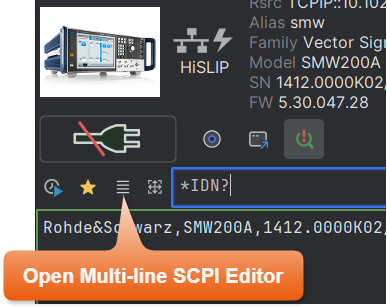 Rsrc TCPIP::10.102
Alias smw
Family Vector Sign
Model SMW200A
SN 1412.0000K02/
FW 5.30.047.28
HiSLIP
*IDN?
Rohde&Schwarz,SMW200A,1412.0000K02/
Open Multi-line SCPI Editor